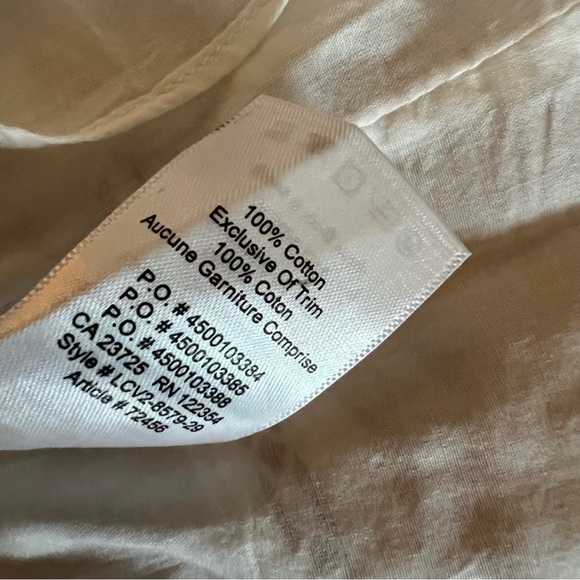 100% Cotton
Exclusive Of Trim
100% Coton
Aucune Garniture Comprise
P.O. # 4500103384
P.O. # 4500103385
P.O. # 4500103386
CA 23725 RN 122354
Style # LCV2-8579-29
Article # 72456